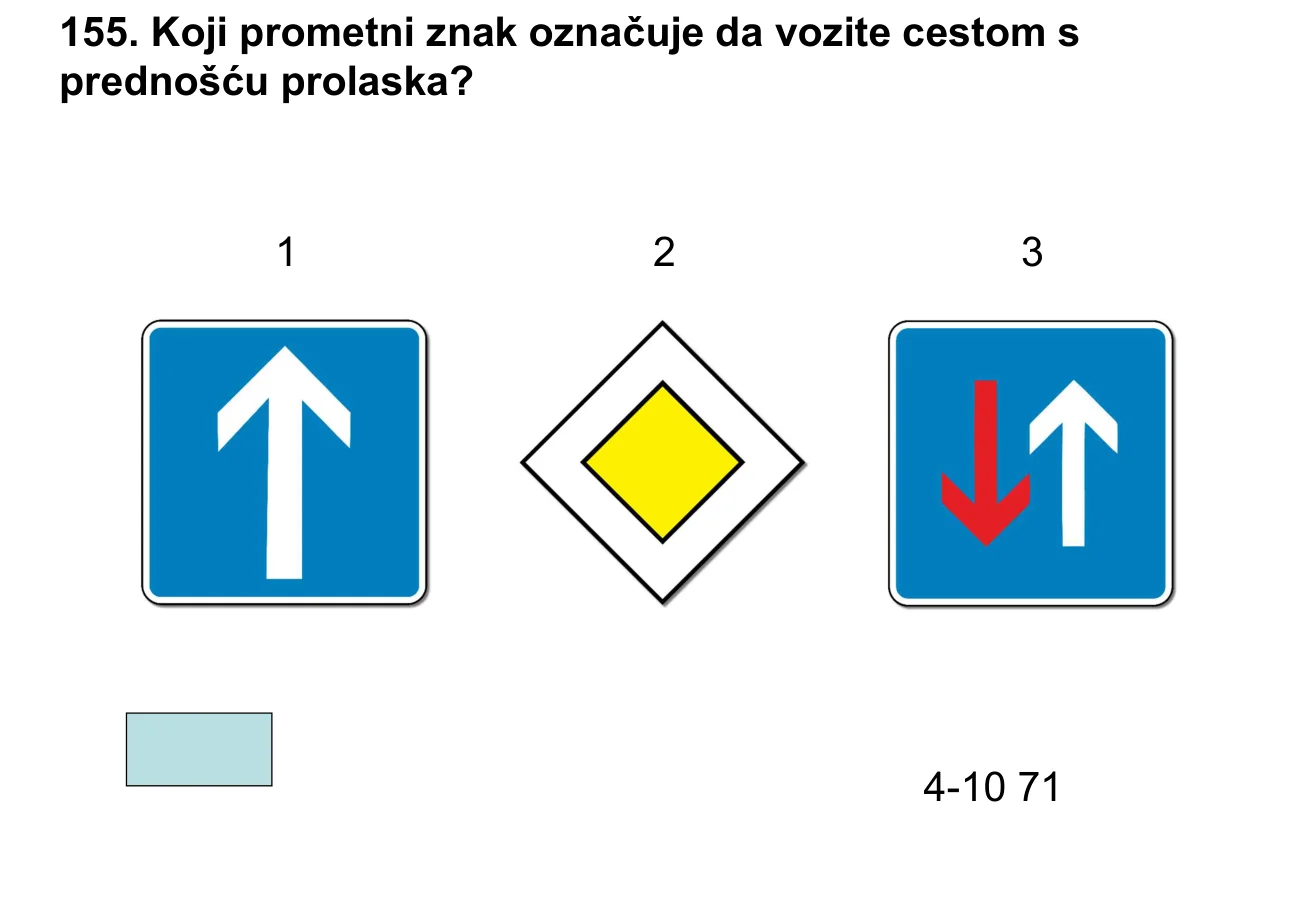 155. Koji prometni znak označuje da vozite cestom s
prednošću prolaska?
1 2 3
4-10 71